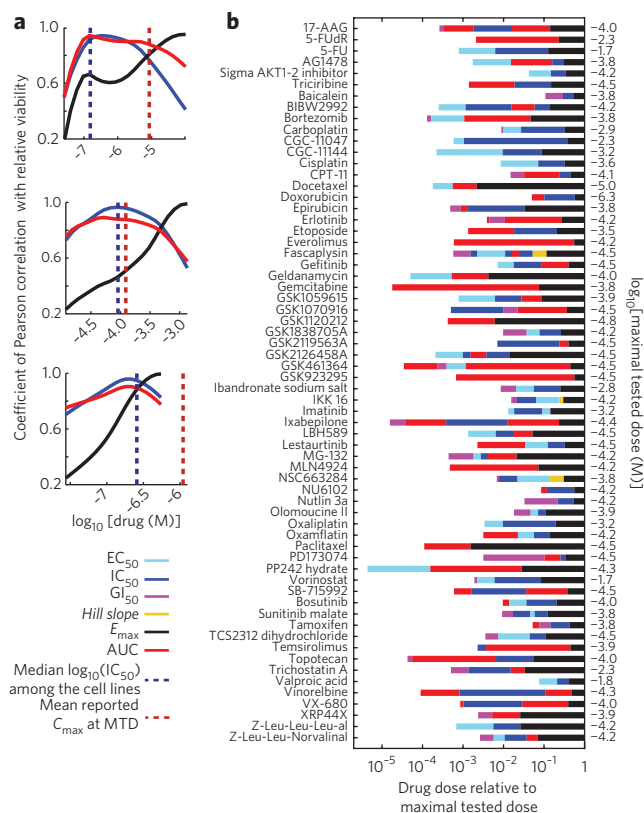 a
1.0
0.6
0.2
-7 -6 -5
1.0
0.6
0.2
-4.5 -4.0 -3.5 -3.0
1.0
0.6
0.2
-7 -6.5 -6
Coefficient of Pearson correlation with relative viability
log10 [drug (M)]
EC50
IC50
GI50
Hill slope
Emax
AUC
Median log10(IC50)
among the cell lines
Mean reported
Cmax at MTD
b
17-AAG -4.0
5-FUdR -2.3
5-FU -1.7
AG1478 -3.8
Sigma AKT1-2 inhibitor -4.2
Triciribine -4.5
Baicalein -3.8
BIBW2992 -4.2
Bortezomib -3.8
Carboplatin -2.9
CGC-11047 -2.3
CGC-11144 -3.2
Cisplatin -3.6
CPT-11 -4.1
Docetaxel -5.0
Doxorubicin -6.3
Epirubicin -3.8
Erlotinib -4.2
Etoposide -3.5
Everolimus -4.2
Fascaplysin -4.5
Gefitinib -4.5
Geldanamycin -4.0
Gemcitabine -3.8
GSK1059615 -3.9
GSK1070916 -4.5
GSK1120212 -4.8
GSK1838705A -4.2
GSK2119563A -4.5
GSK2126458A -4.5
GSK461364 -4.5
GSK923295 -4.5
Ibandronate sodium salt -2.8
IKK 16 -4.2
Imatinib -3.2
Ixabepilone -4.4
LBH589 -4.5
Lestaurtinib -4.5
MG-132 -4.2
MLN4924 -4.2
NSC663284 -3.8
NU6102 -4.2
Nutlin 3a -4.2
Olomoucine II -3.9
Oxaliplatin -3.2
Oxamflatin -4.2
Paclitaxel -4.5
PD173074 -4.5
PP242 hydrate -4.3
Vorinostat -1.7
SB-715992 -4.5
Bosutinib -4.0
Sunitinib malate -3.8
Tamoxifen -3.8
TCS2312 dihydrochloride -4.5
Temsirolimus -3.9
Topotecan -4.0
Trichostatin A -2.3
Valproic acid -1.8
Vinorelbine -4.3
VX-680 -4.0
XRP44X -3.9
Z-Leu-Leu-Leu-al -4.2
Z-Leu-Leu-Norvalinal -4.2
log10[maximal tested dose (M)]
10−5 10−4 10−3 10−2 10−1 1
Drug dose relative to
maximal tested dose